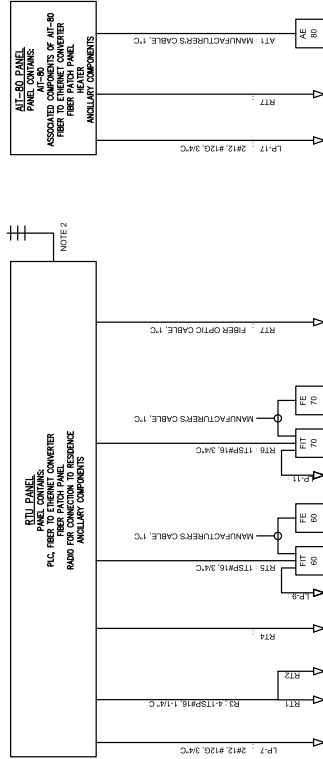 AIT-80 PANEL
PANEL CONTAINS:
AIT-80
ASSOCIATED COMPONENTS OF AIT-80
FIBER TO ETHERNET CONVERTER
FIBER PATCH PANEL
HEATER
ANCILLARY COMPONENTS
AT1 : MANUFACTURER'S CABLE, 1"C
AE
80
RT7 :
LP-17 : 2#12, #12G, 3/4"C
NOTE 2
RTU PANEL
PANEL CONTAINS:
PLC, FIBER TO ETHERNET CONVERTER
FIBER PATCH PANEL
RADIO FOR CONNECTION TO RESIDENCE
ANCILLARY COMPONENTS
RT7 : FIBER OPTIC CABLE, 1"C
MANUFACTURER'S CABLE, 1"C
FE
70
RT6 : 1TSP#16, 3/4"C
FIT
70
LP-11 :
MANUFACTURER'S CABLE, 1"C
FE
60
RT5 : 1TSP#16, 3/4"C
FIT
60
LP-9 :
RT4 :
RT2
R3 : 4-1TSP#16, 1-1/4" C
RT1
LP-7 : 2#12, #12G, 3/4"C